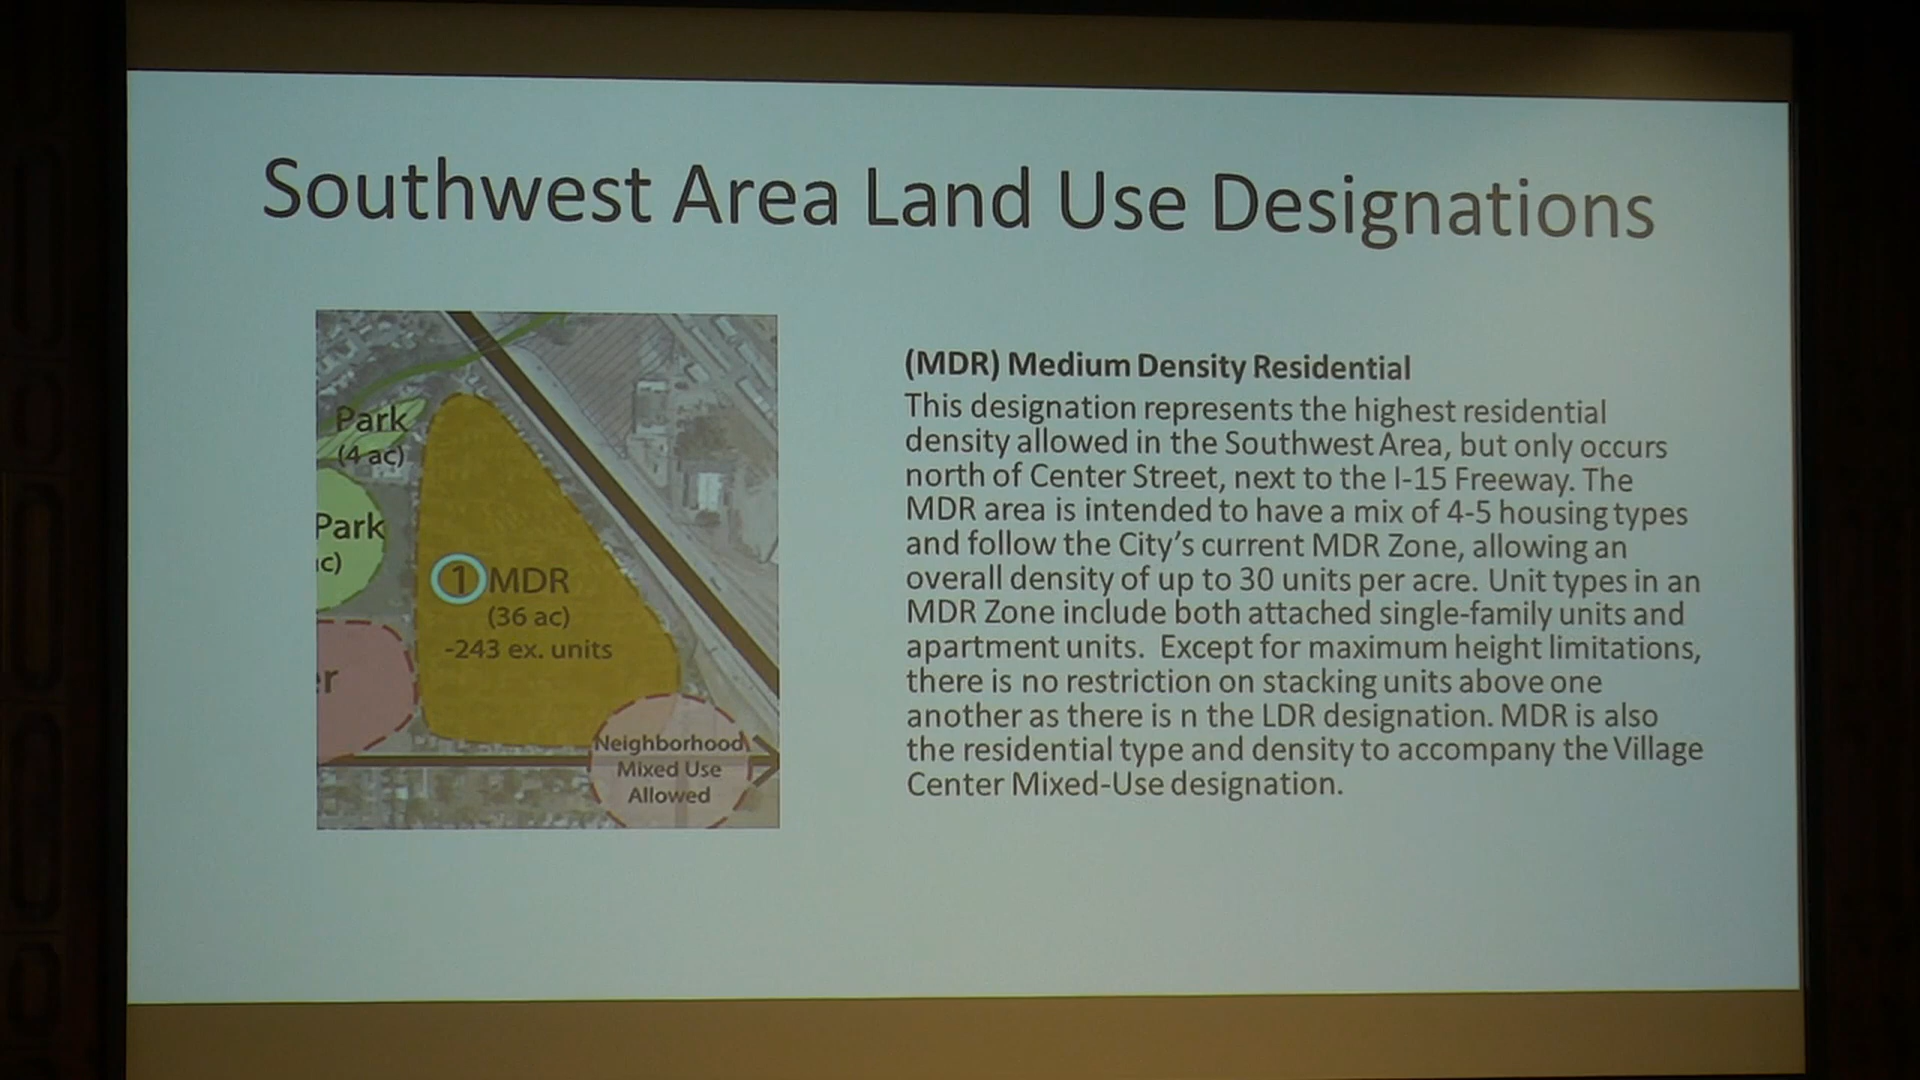 Southwest Area Land Use Designations
Park
(4 ac)
Park
c)
er
1 MDR
(36 ac)
-243 ex. units
Neighborhood
Mixed Use
Allowed
(MDR) Medium Density Residential
This designation represents the highest residential
density allowed in the Southwest Area, but only occurs
north of Center Street, next to the I-15 Freeway. The
MDR area is intended to have a mix of 4-5 housing types
and follow the City's current MDR Zone, allowing an
overall density of up to 30 units per acre. Unit types in an
MDR Zone include both attached single-family units and
apartment units. Except for maximum height limitations,
there is no restriction on stacking units above one
another as there is n the LDR designation. MDR is also
the residential type and density to accompany the Village
Center Mixed-Use designation.